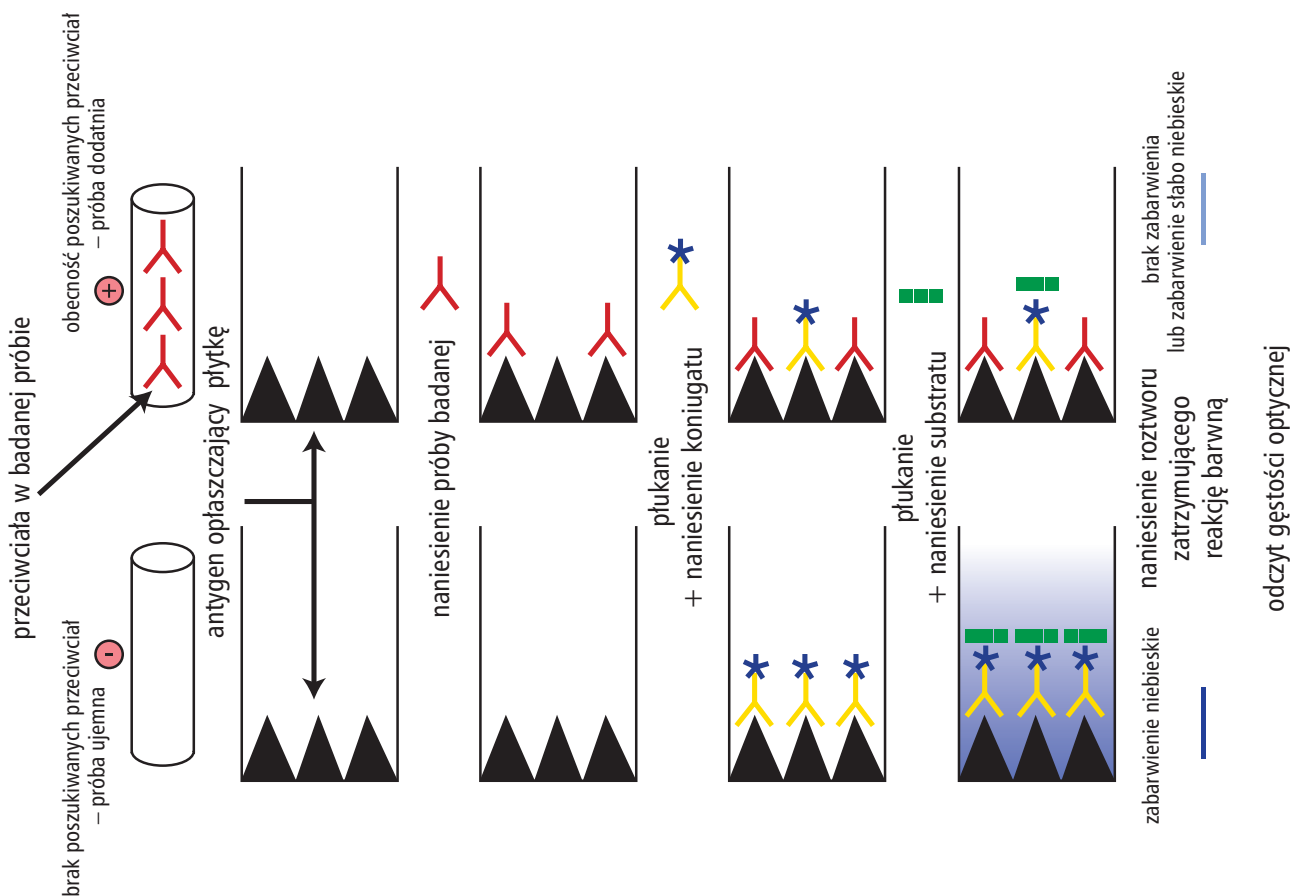 przeciwciała w badanej próbie
brak poszukiwanych przeciwciał
– próba ujemna
-
obecność poszukiwanych przeciwciał
– próba dodatnia
+
antygen opłaszczający płytkę
naniesienie próby badanej
płukanie
+ naniesienie koniugatu
płukanie
+ naniesienie substratu
zabarwienie niebieskie
naniesienie roztworu
zatrzymującego
reakcję barwną
brak zabarwienia
lub zabarwienie słabo niebieskie
odczyt gęstości optycznej